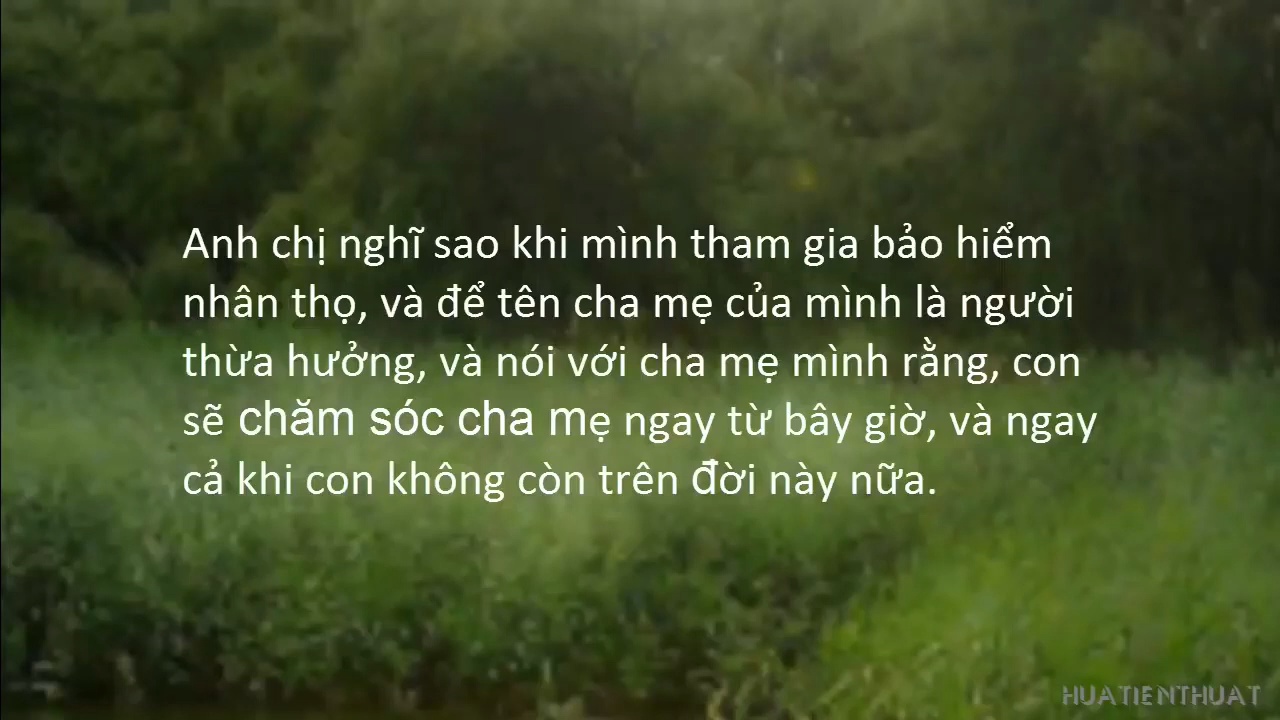 Anh chị nghĩ sao khi mình tham gia bảo hiểm
nhân thọ, và để tên cha mẹ của mình là người
thừa hưởng, và nói với cha mẹ mình rằng, con
sẽ chăm sóc cha mẹ ngay từ bây giờ, và ngay
cả khi con không còn trên đời này nữa.
HUATIENTHUAT